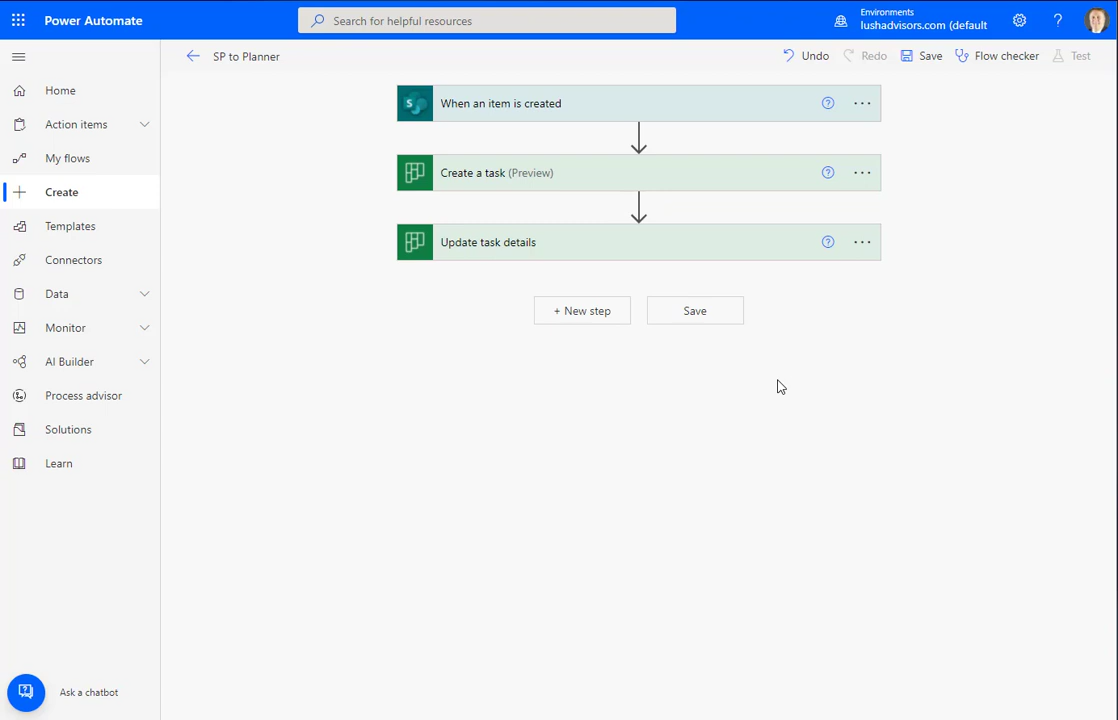 Power Automate
Search for helpful resources
Environments
lushadvisors.com (default
SP to Planner
Undo
Redo
Save
Flow checker
Test
Home
Action items
My flows
Create
Templates
Connectors
Data
Monitor
AI Builder
Process advisor
Solutions
Learn
When an item is created
Create a task (Preview)
Update task details
+ New step
Save
Ask a chatbot